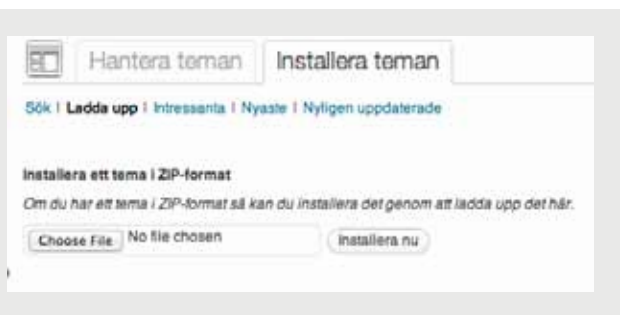 Hantera teman Installera teman
Sök | Ladda upp | Intressanta | Nyaste | Nyligen uppdaterade
Installera ett tema i ZIP-format
Om du har ett tema i ZIP-format så kan du installera det genom att ladda upp det här.
Choose File No file chosen Installera nu